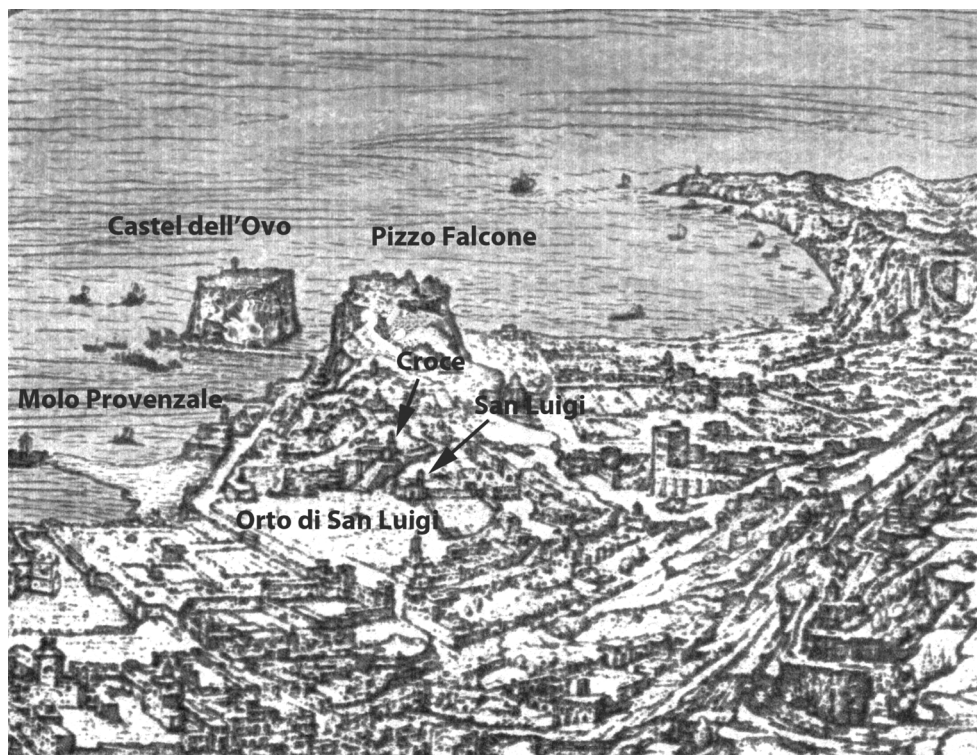 Castel dell'Ovo
Pizzo Falcone
Croce
Molo Provenzale
San Luigi
Orto di San Luigi